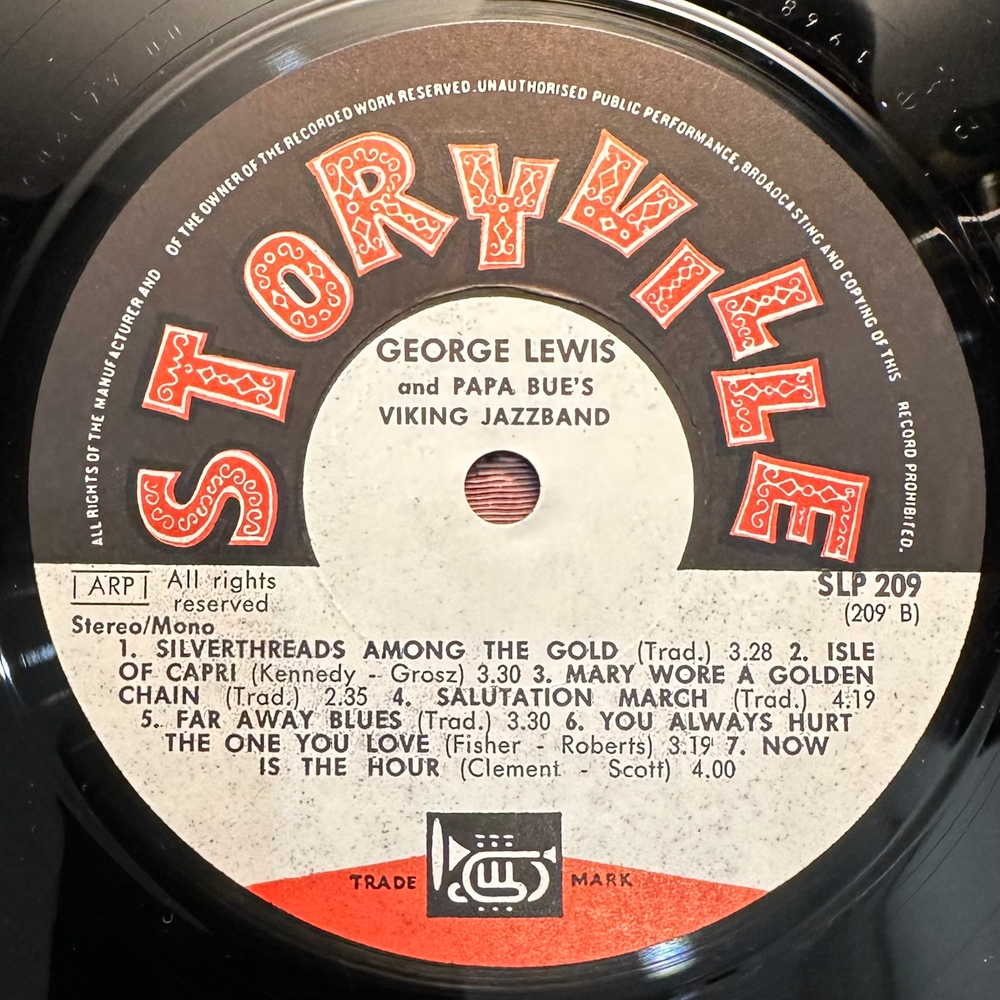 ALL RIGHTS OF THE MANUFACTURER AND OF THE OWNER OF THE RECORDED WORK RESERVED. UNAUTHORISED PUBLIC PERFORMANCE, BROADCASTING AND COPYING OF THIS RECORD PROHIBITED.
STORYVILLE
GEORGE LEWIS
and PAPA BUE'S
VIKING JAZZBAND
ARP All rights
reserved
SLP 209
(209 B)
Stereo/Mono
1. SILVERTHREADS AMONG THE GOLD (Trad.) 3.28 2. ISLE
OF CAPRI (Kennedy - Grosz) 3.30 3. MARY WORE A GOLDEN
CHAIN (Trad.) 2.35 4. SALUTATION MARCH (Trad.) 4.19
5. FAR AWAY BLUES (Trad.) 3.30 6. YOU ALWAYS HURT
THE ONE YOU LOVE (Fisher - Roberts) 3.19 7. NOW
IS THE HOUR (Clement - Scott) 4.00
TRADE MARK